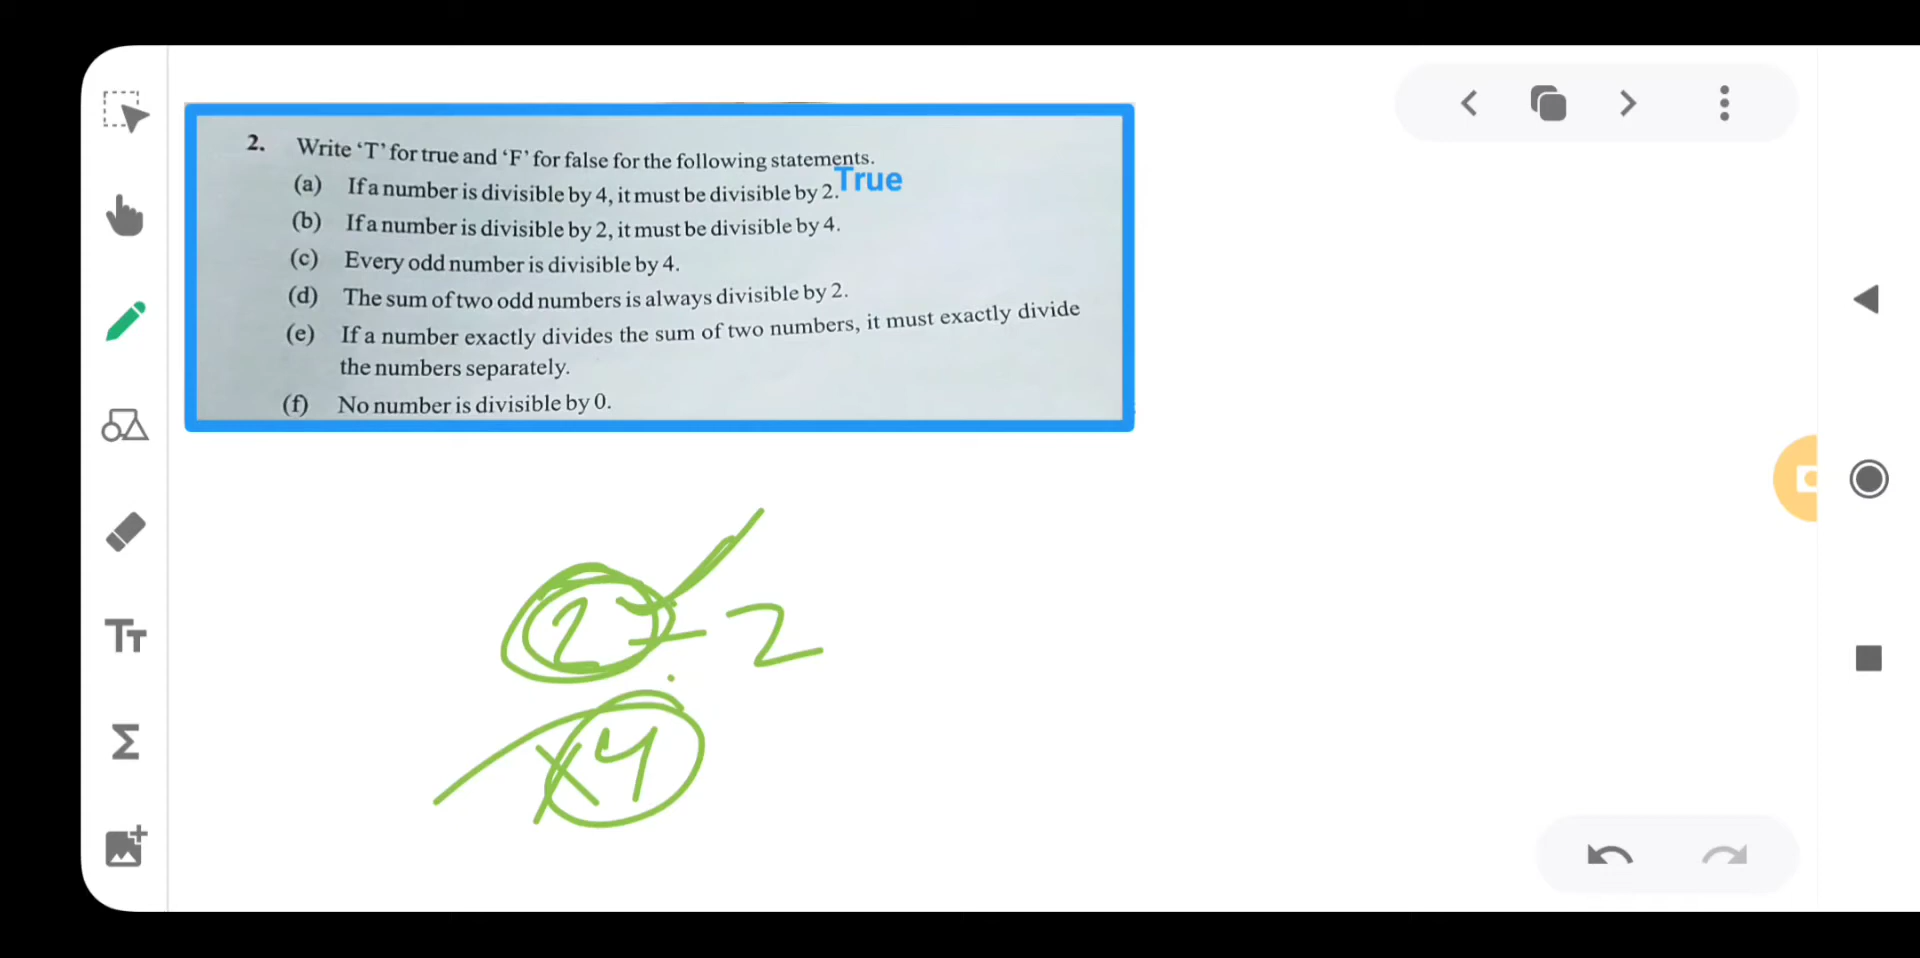 2. Write ‘T’ for true and ‘F’ for false for the following statements.
(a) If a number is divisible by 4, it must be divisible by 2. True
(b) If a number is divisible by 2, it must be divisible by 4.
(c) Every odd number is divisible by 4.
(d) The sum of two odd numbers is always divisible by 2.
(e) If a number exactly divides the sum of two numbers, it must exactly divide
the numbers separately.
(f) No number is divisible by 0.
2 - 2
x 4
TT
Σ